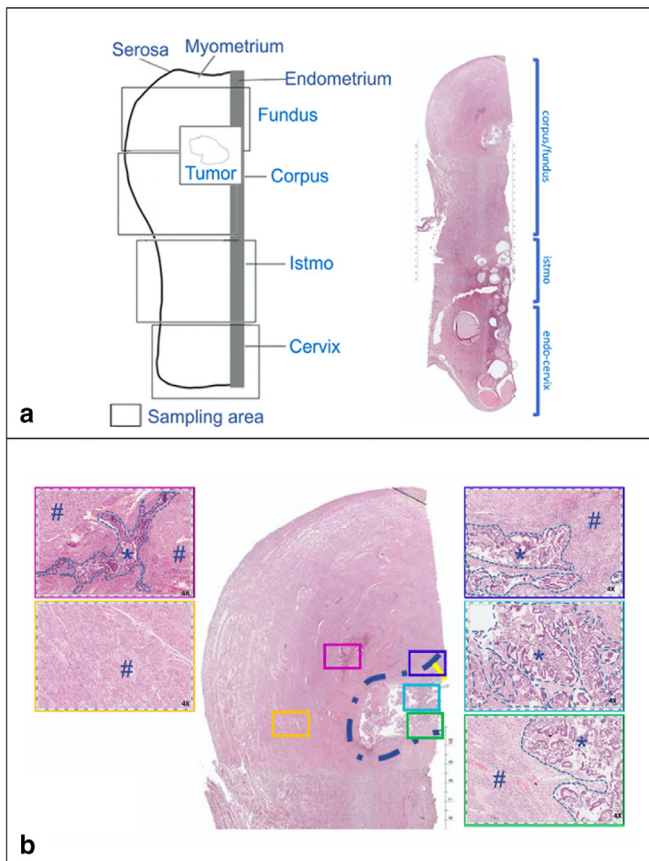 Serosa
Myometrium
Endometrium
Fundus
Tumor
Corpus
Istmo
Cervix
Sampling area
a
corpus/fundus
istmo
endo-cervix
#
*
#
4X
#
4X
#
*
4X
*
4X
*
#
4X
b